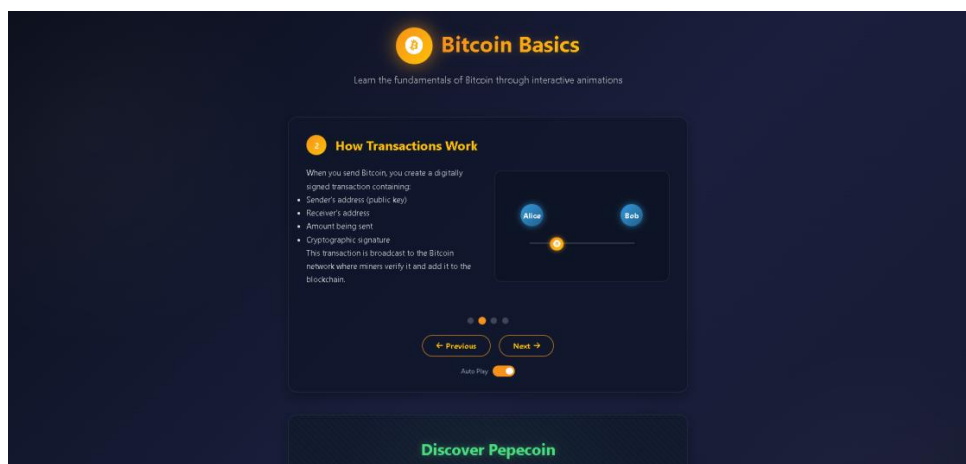 Bitcoin Basics
Learn the fundamentals of Bitcoin through interactive animations
2
How Transactions Work
When you send Bitcoin, you create a digitally
signed transaction containing:
• Sender's address (public key)
• Receiver's address
• Amount being sent
• Cryptographic signature
This transaction is broadcast to the Bitcoin
network where miners verify it and add it to the
blockchain.
Alice
Bob
← Previous
Next →
Auto Play
Discover Pepecoin